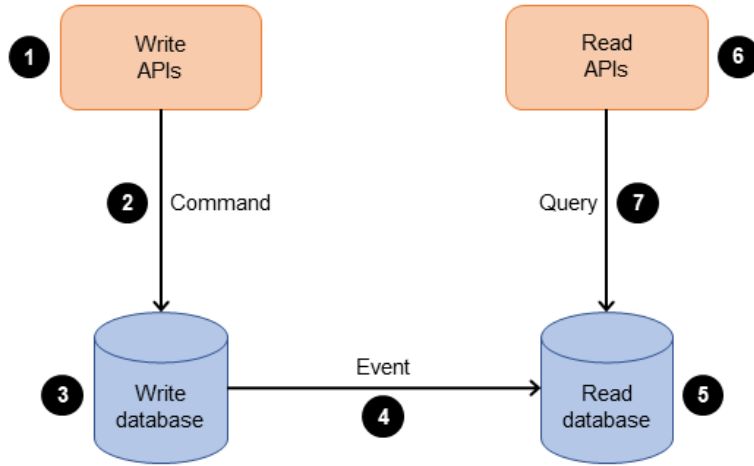 1
Write
APIs
Read
APIs
6
2
Command
Query
7
3
Write
database
Event
4
Read
database
5